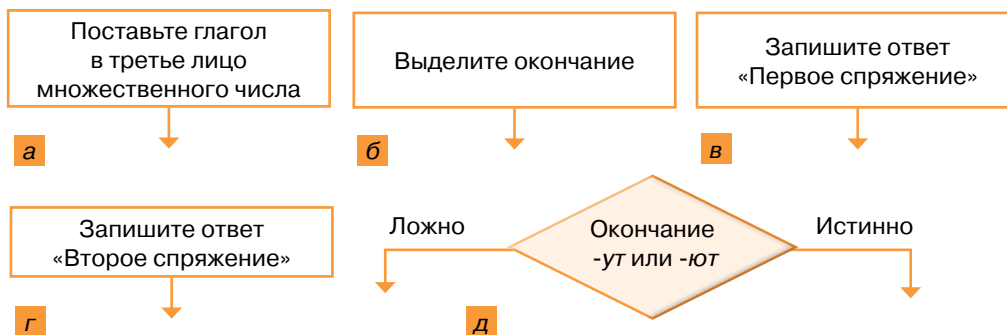 Поставьте глагол
в третье лицо
множественного числа
а
Выделите окончание
б
Запишите ответ
«Первое спряжение»
в
Запишите ответ
«Второе спряжение»
г
Ложно
Окончание
-ут или -ют
Истинно
д